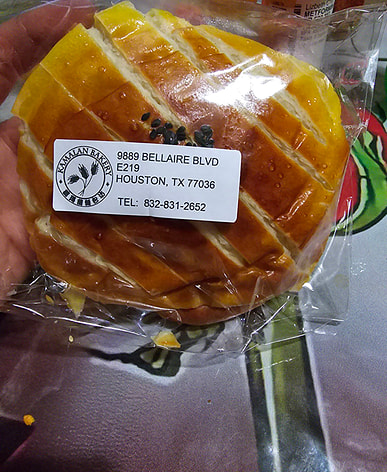 KAMALAN BAKERY
9889 BELLAIRE BLVD
E219
HOUSTON, TX 77036
TEL: 832-831-2652